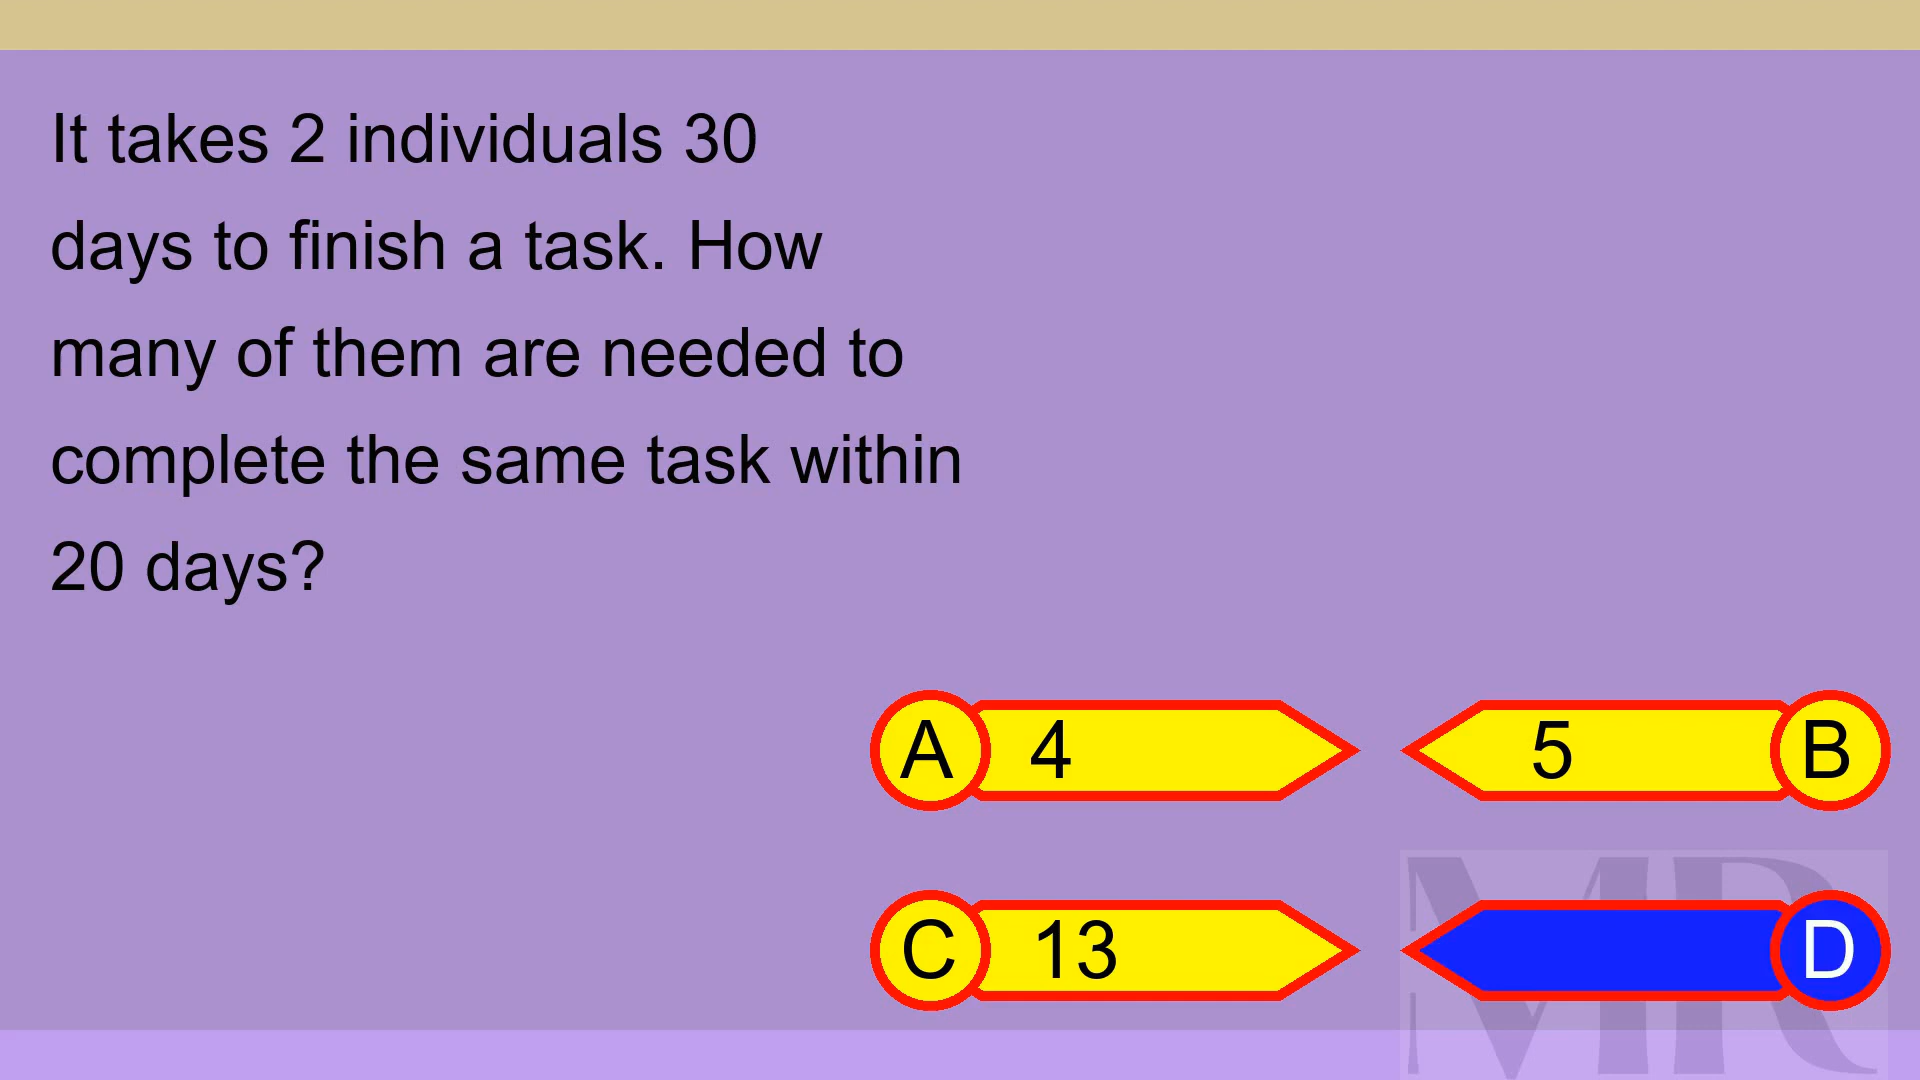 It takes 2 individuals 30
days to finish a task. How
many of them are needed to
complete the same task within
20 days?
A 4
5 B
C 13
D
MR